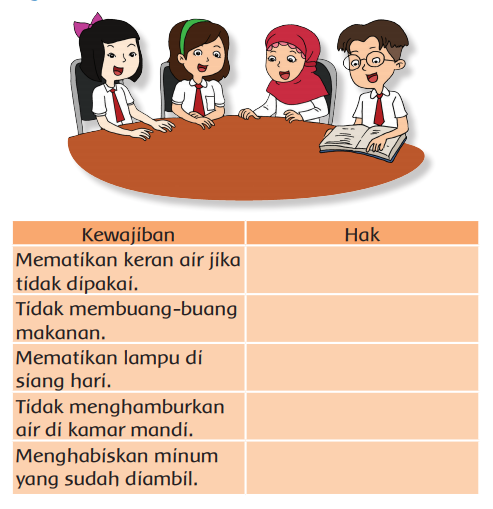 Kewajiban Hak
Mematikan keran air jika
tidak dipakai.
Tidak membuang-buang
makanan.
Mematikan lampu di
siang hari.
Tidak menghamburkan
air di kamar mandi.
Menghabiskan minum
yang sudah diambil.